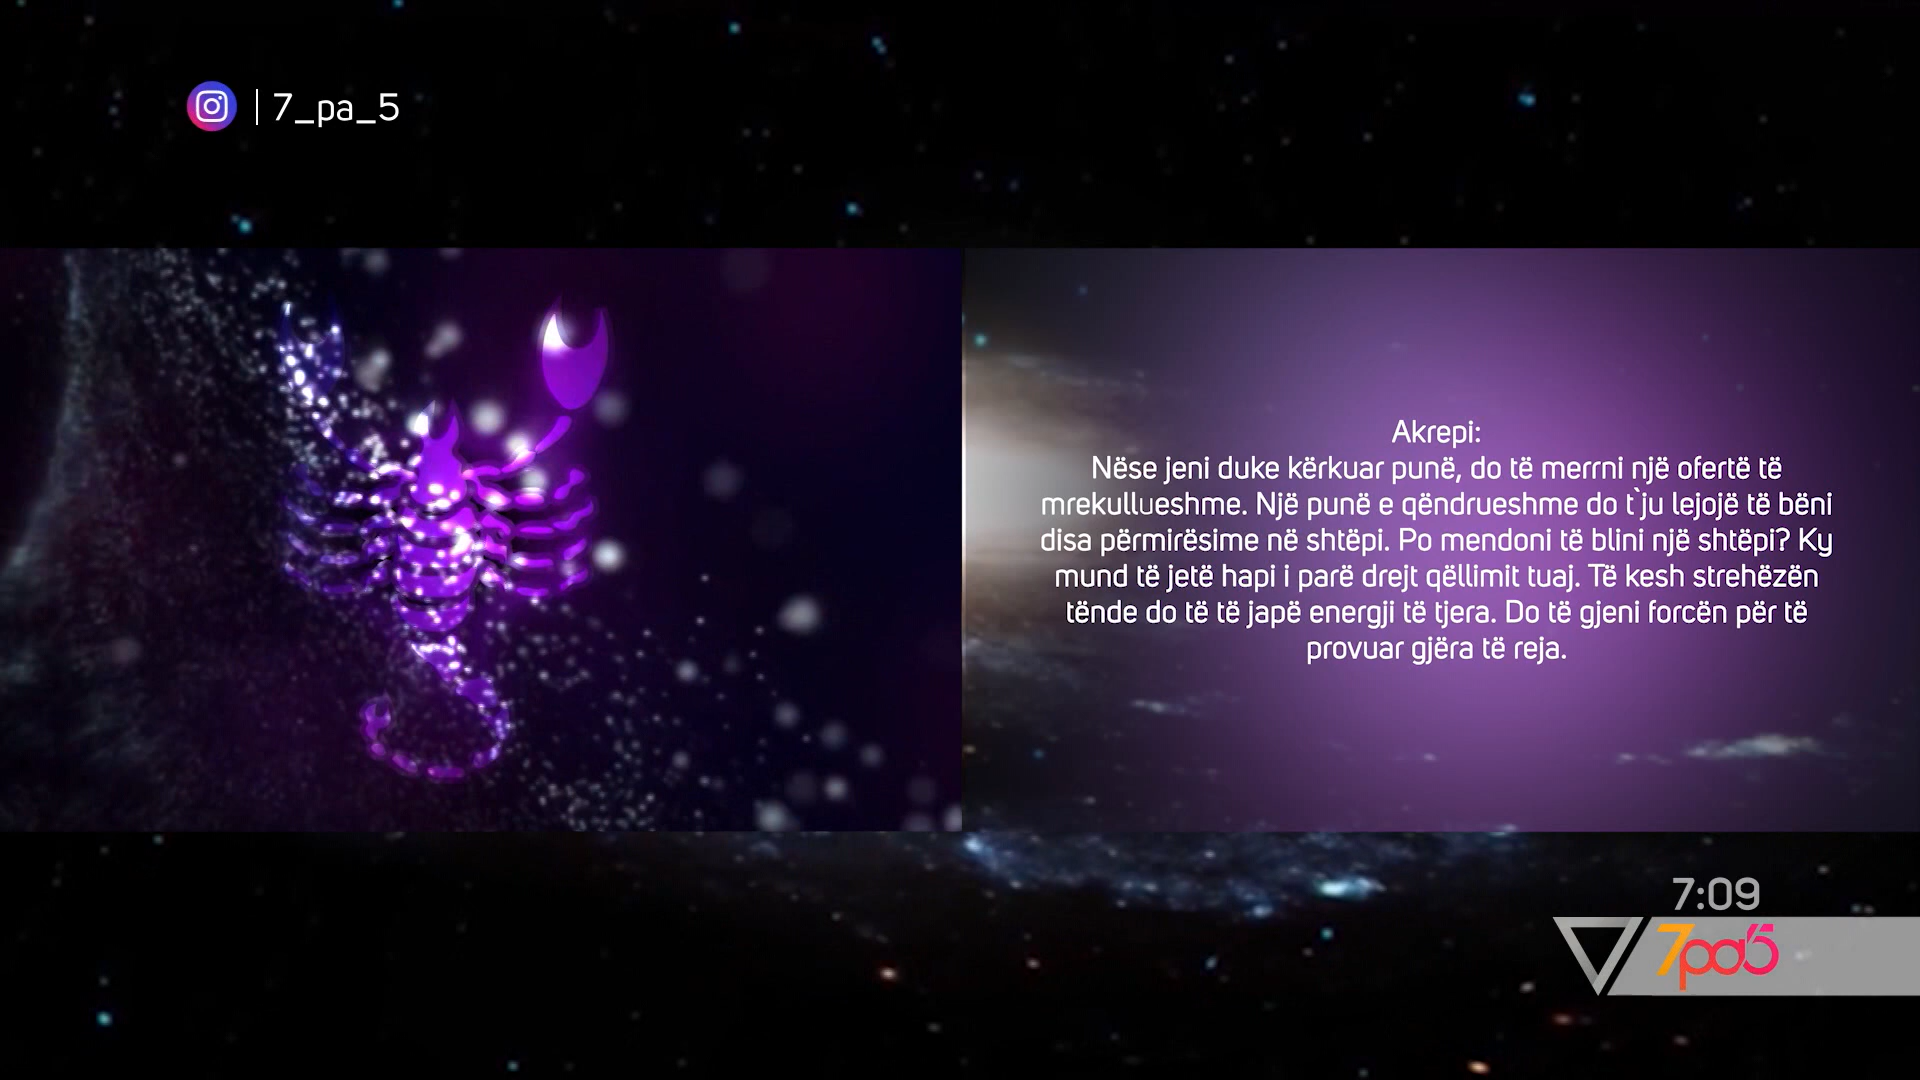 7_pa_5
Akrepi:
Nëse jeni duke kërkuar punë, do të merrni një ofertë të
mrekullueshme. Një punë e qëndrueshme do t`ju lejojë të bëni
disa përmirësime në shtëpi. Po mendoni të blini një shtëpi? Ky
mund të jetë hapi i parë drejt qëllimit tuaj. Të kesh strehëzën
tënde do të të japë energji të tjera. Do të gjeni forcën për të
provuar gjëra të reja.
7:09
7pa5